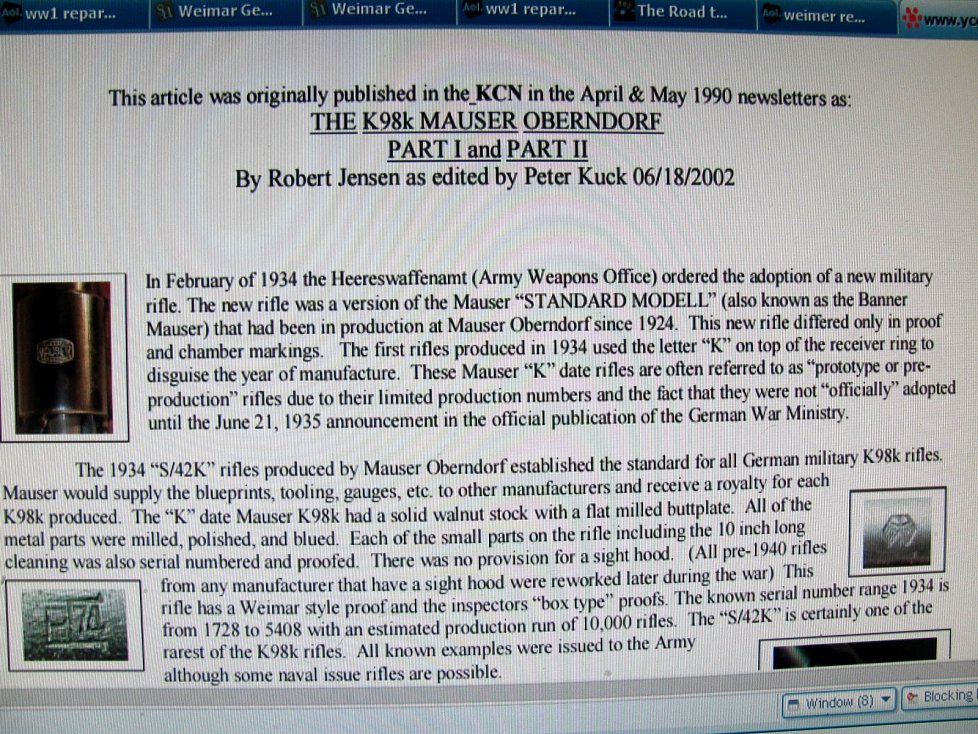 ww1 repar...
Weimar Ge...
Weimar Ge...
ww1 repar...
The Road t...
weimer re...
This article was originally published in the KCN in the April & May 1990 newsletters as:
THE K98k MAUSER OBERNDORF
PART I and PART II
By Robert Jensen as edited by Peter Kuck 06/18/2002
In February of 1934 the Heereswaffenamt (Army Weapons Office) ordered the adoption of a new military
rifle. The new rifle was a version of the Mauser “STANDARD MODELL” (also known as the Banner
Mauser) that had been in production at Mauser Oberndorf since 1924. This new rifle differed only in proof
and chamber markings. The first rifles produced in 1934 used the letter “K” on top of the receiver ring to
disguise the year of manufacture. These Mauser “K” date rifles are often referred to as “prototype or pre-
production” rifles due to their limited production numbers and the fact that they were not “officially” adopted
until the June 21, 1935 announcement in the official publication of the German War Ministry.
The 1934 “S/42K” rifles produced by Mauser Oberndorf established the standard for all German military K98k rifles.
Mauser would supply the blueprints, tooling, gauges, etc. to other manufacturers and receive a royalty for each
K98k produced. The “K” date Mauser K98k had a solid walnut stock with a flat milled buttplate. All of the
metal parts were milled, polished, and blued. Each of the small parts on the rifle including the 10 inch long
cleaning was also serial numbered and proofed. There was no provision for a sight hood. (All pre-1940 rifles
from any manufacturer that have a sight hood were reworked later during the war) This
rifle has a Weimar style proof and the inspectors “box type” proofs. The known serial number range 1934 is
from 1728 to 5408 with an estimated production run of 10,000 rifles. The “S/42K” is certainly one of the
rarest of the K98k rifles. All known examples were issued to the Army
although some naval issue rifles are possible.
Window (8)
Blocking